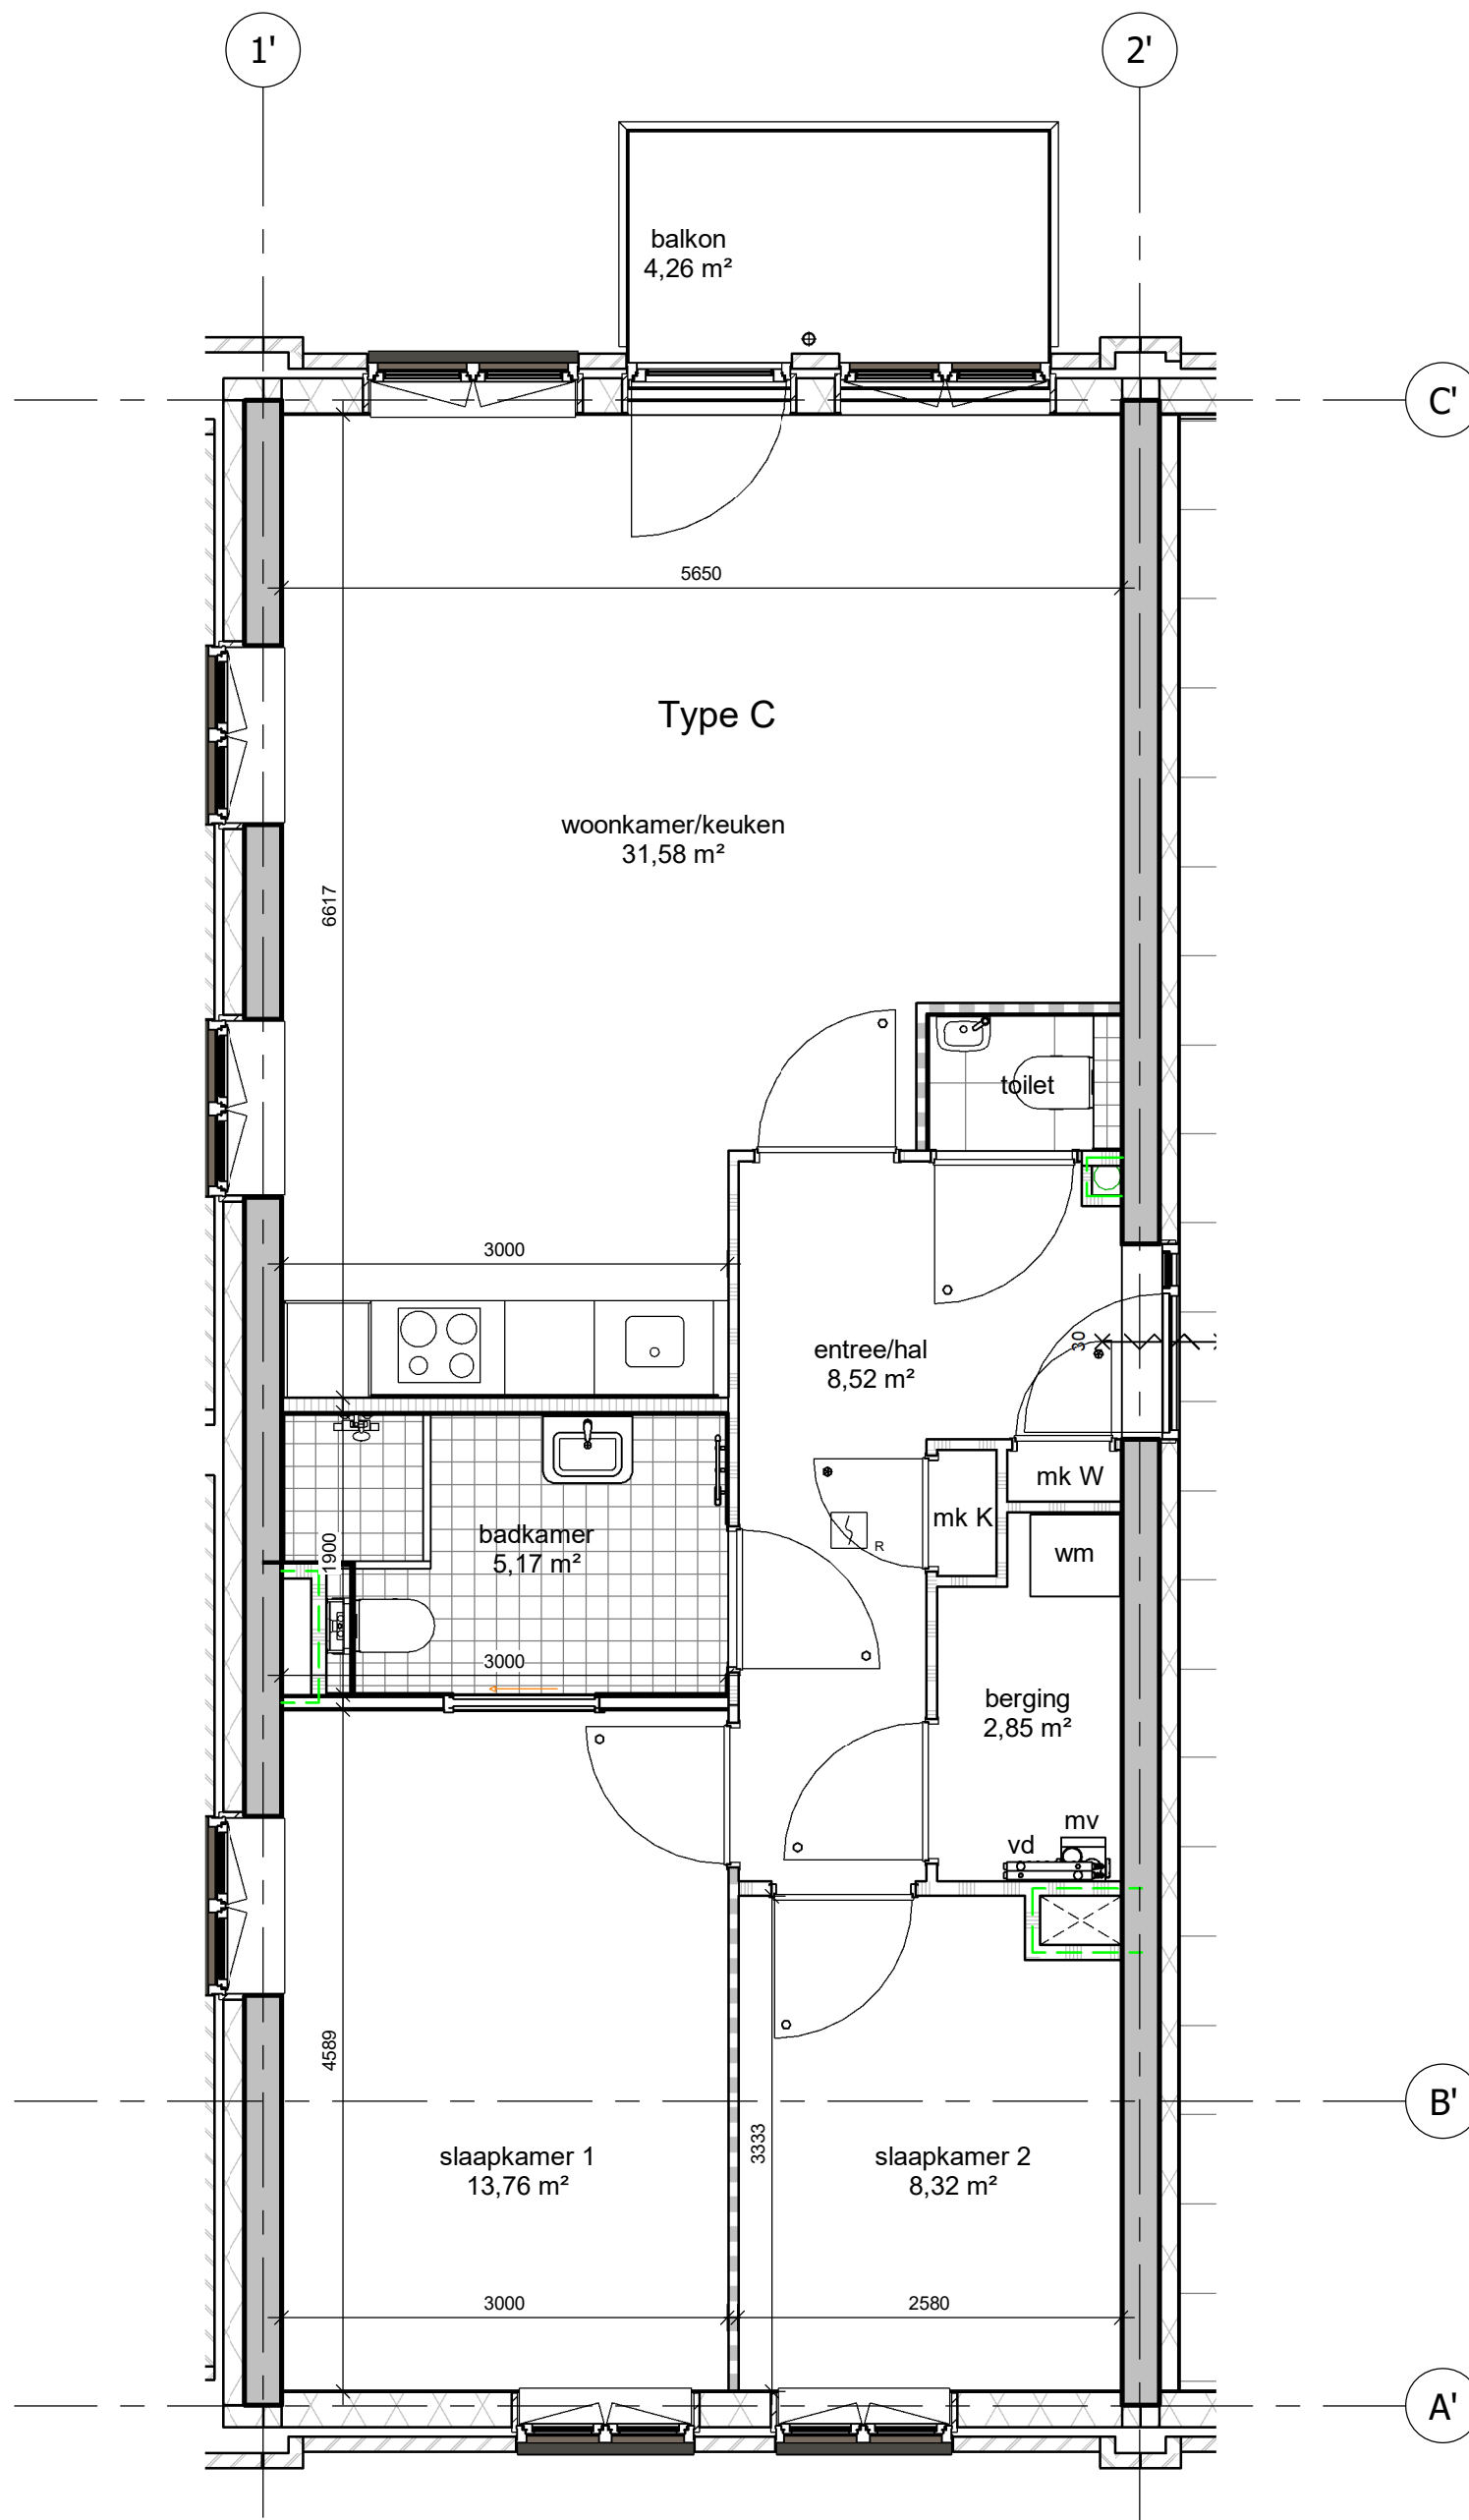 1'
2'
balkon
4,26 m²
C'
5650
Type C
woonkamer/keuken
31,58 m²
6617
toilet
3000
30
entree/hal
8,52 m²
mk W
mk K
badkamer
5,17 m²
1900
R
wm
3000
berging
2,85 m²
mv
vd
4589
B'
3333
slaapkamer 1
13,76 m²
slaapkamer 2
8,32 m²
3000
2580
A'